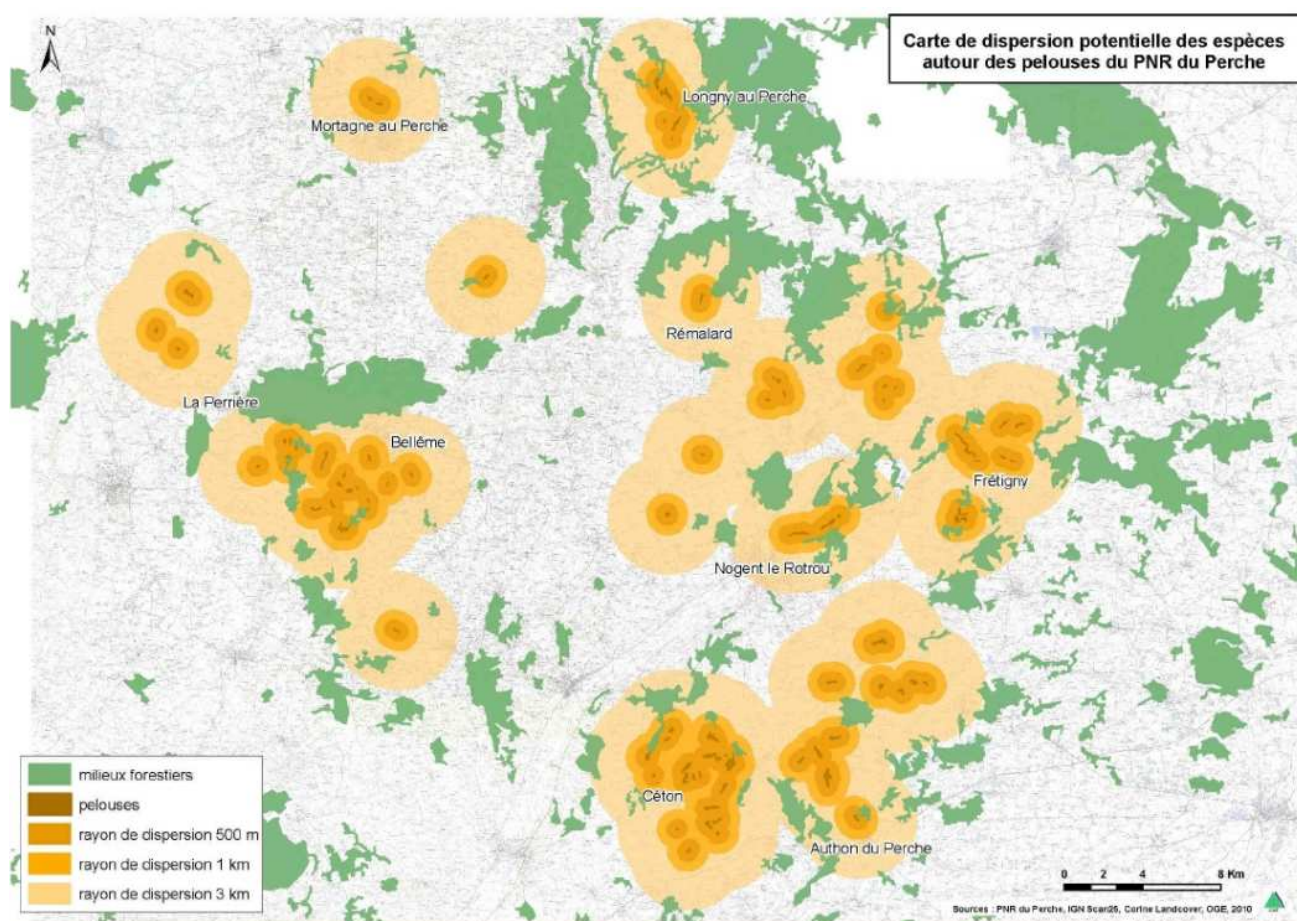 N
Carte de dispersion potentielle des espèces
autour des pelouses du PNR du Perche
Longny au Perche
Mortagne au Perche
Rémalard
La Perrière
Bellême
Frétigny
Nogent le Rotrou
Céton
Authon du Perche
milieux forestiers
pelouses
rayon de dispersion 500 m
rayon de dispersion 1 km
rayon de dispersion 3 km
0 2 4 8 Km
Sources : PNR du Perche, IGN Scan25, Corine Landcover, OGE, 2010